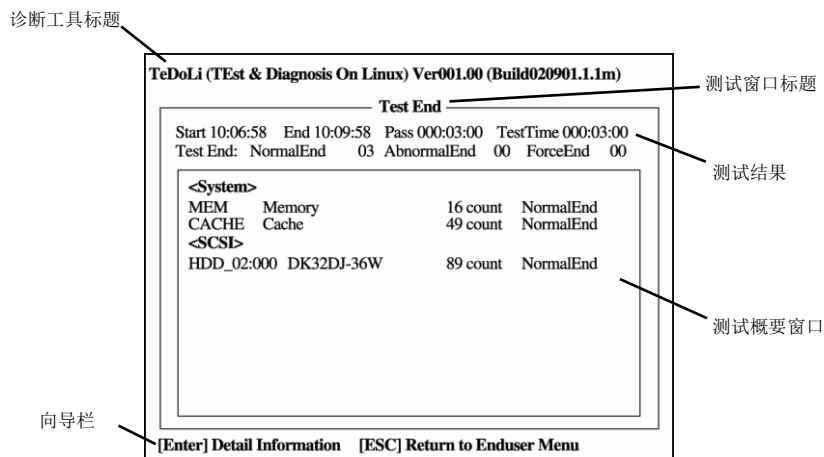 诊断工具标题
TeDoLi (TEst & Diagnosis On Linux) Ver001.00 (Build020901.1.1m)
测试窗口标题
Test End
Start 10:06:58 End 10:09:58 Pass 000:03:00 TestTime 000:03:00
Test End: NormalEnd 03 AbnormalEnd 00 ForceEnd 00
测试结果
<System>
MEM Memory 16 count NormalEnd
CACHE Cache 49 count NormalEnd
<SCSI>
HDD_02:000 DK32DJ-36W 89 count NormalEnd
测试概要窗口
向导栏
[Enter] Detail Information [ESC] Return to Enduser Menu